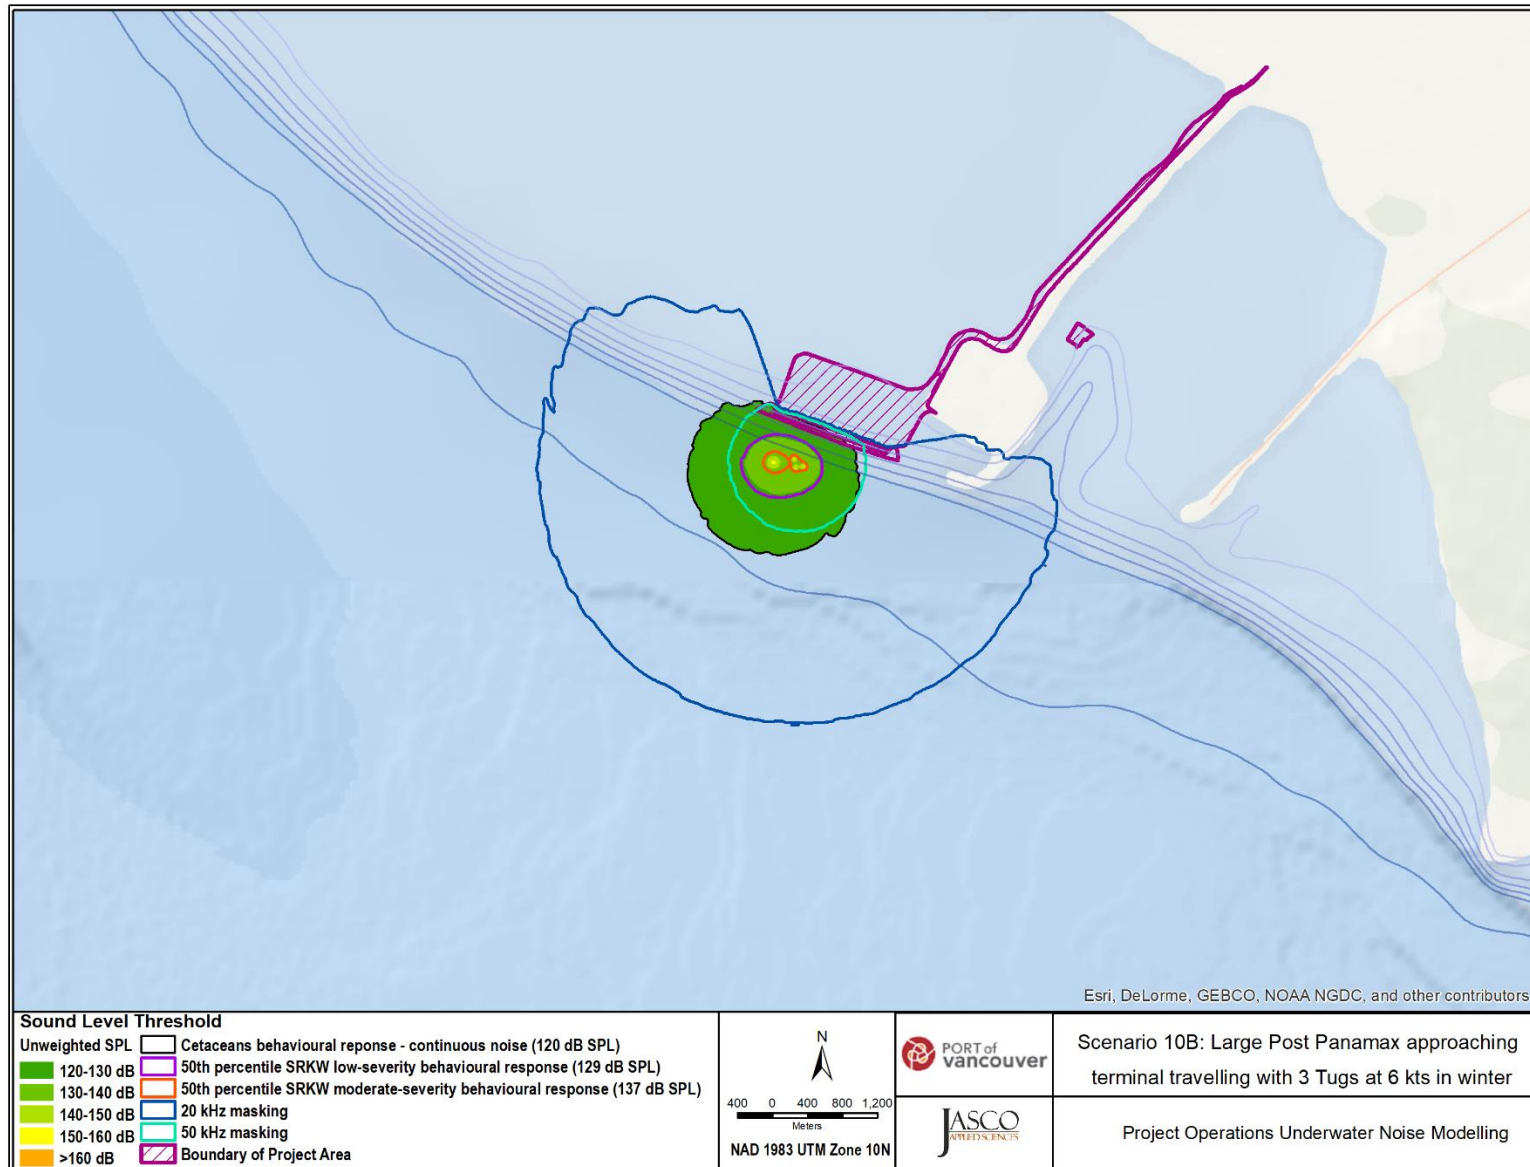 Esri, DeLorme, GEBCO, NOAA NGDC, and other contributors
Sound Level Threshold
Unweighted SPL
120-130 dB
130-140 dB
140-150 dB
150-160 dB
>160 dB
Cetaceans behavioural reponse - continuous noise (120 dB SPL)
50th percentile SRKW low-severity behavioural response (129 dB SPL)
50th percentile SRKW moderate-severity behavioural response (137 dB SPL)
20 kHz masking
50 kHz masking
Boundary of Project Area
N
400 0 400 800 1,200
Meters
NAD 1983 UTM Zone 10N
PORT of
vancouver
JASCO
APPLIED SCIENCES
Scenario 10B: Large Post Panamax approaching
terminal travelling with 3 Tugs at 6 kts in winter
Project Operations Underwater Noise Modelling